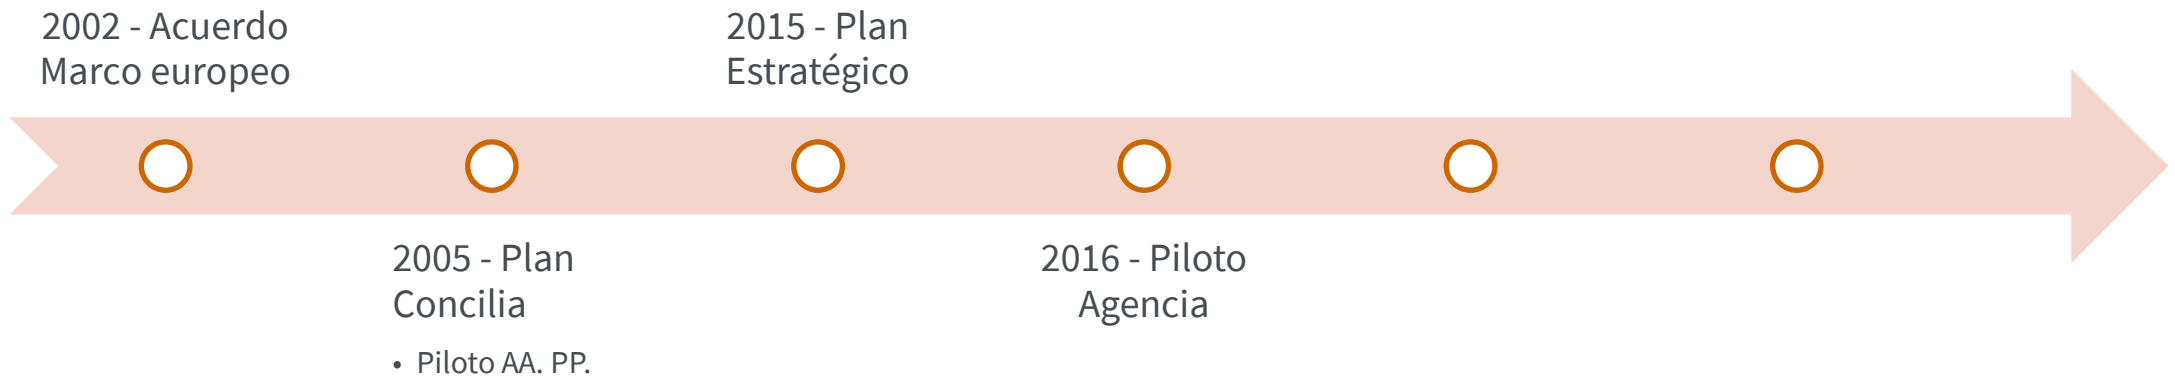 2002 - Acuerdo
Marco europeo
2005 - Plan
Concilia
• Piloto AA. PP.
2015 - Plan
Estratégico
2016 - Piloto
Agencia